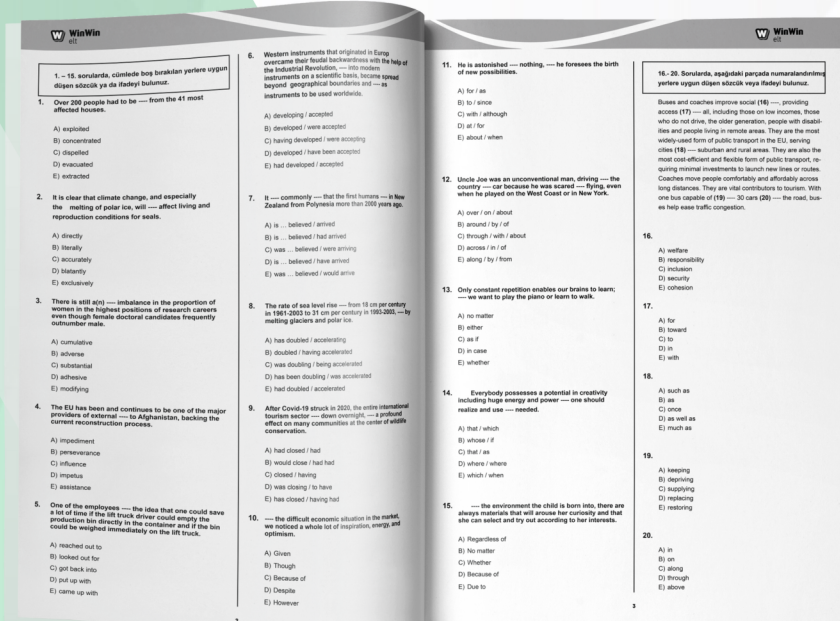 WinWin
elt
1. – 15. sorularda, cümlede boş bırakılan yerlere uygun
düşen sözcük ya da ifadeyi bulunuz.
1. Over 200 people had to be ---- from the 41 most
affected houses.
A) exploited
B) concentrated
C) dispelled
D) evacuated
E) extracted
2. It is clear that climate change, and especially
the melting of polar ice, will ---- affect living and
reproduction conditions for seals.
A) directly
B) literally
C) accurately
D) blatantly
E) exclusively
3. There is still a(n) ---- imbalance in the proportion of
women in the highest positions of research careers
even though female doctoral candidates frequently
outnumber male.
A) cumulative
B) adverse
C) substantial
D) adhesive
E) modifying
4. The EU has been and continues to be one of the major
providers of external ---- to Afghanistan, backing the
current reconstruction process.
A) impediment
B) perseverance
C) influence
D) impetus
E) assistance
5. One of the employees ---- the idea that one could save
a lot of time if the lift truck driver could empty the
production bin directly in the container and if the bin
could be weighed immediately on the lift truck.
A) reached out to
B) looked out for
C) got back into
D) put up with
E) came up with
6. Western instruments that originated in Europ
overcame their feudal backwardness with the help of
the Industrial Revolution, ---- into modern
instruments on a scientific basis, became spread
beyond geographical boundaries and ---- as
instruments to be used worldwide.
A) developing / accepted
B) developed / were accepted
C) having developed / were accepting
D) developed / have been accepted
E) had developed / accepted
7. It ---- commonly ---- that the first humans ---- in New
Zealand from Polynesia more than 2000 years ago.
A) is ... believed / arrived
B) is ... believed / had arrived
C) was ... believed / were arriving
D) is ... believed / have arrived
E) was ... believed / would arrive
8. The rate of sea level rise ---- from 18 cm per century
in 1961-2003 to 31 cm per century in 1993-2003, ---- by
melting glaciers and polar ice.
A) has doubled / accelerating
B) doubled / having accelerated
C) was doubling / being accelerated
D) has been doubling / was accelerated
E) had doubled / accelerated
9. After Covid-19 struck in 2020, the entire international
tourism sector ---- down overnight, ---- a profound
effect on many communities at the center of wildlife
conservation.
A) had closed / had
B) would close / had had
C) closed / having
D) was closing / to have
E) has closed / having had
10. ---- the difficult economic situation in the market,
we noticed a whole lot of inspiration, energy, and
optimism.
A) Given
B) Though
C) Because of
D) Despite
E) However
WinWin
elt
11. He is astonished ---- nothing, ---- he foresees the birth
of new possibilities.
A) for / as
B) to / since
C) with / although
D) at / for
E) about / when
12. Uncle Joe was an unconventional man, driving ---- the
country ---- car because he was scared ---- flying, even
when he played on the West Coast or in New York.
A) over / on / about
B) around / by / of
C) through / with / about
D) across / in / of
E) along / by / from
13. Only constant repetition enables our brains to learn;
---- we want to play the piano or learn to walk.
A) no matter
B) either
C) as if
D) in case
E) whether
14. Everybody possesses a potential in creativity
including huge energy and power ---- one should
realize and use ---- needed.
A) that / which
B) whose / if
C) that / as
D) where / where
E) which / when
15. ---- the environment the child is born into, there are
always materials that will arouse her curiosity and that
she can select and try out according to her interests.
A) Regardless of
B) No matter
C) Whether
D) Because of
E) Due to
16.- 20. Sorularda, aşağıdaki parçada numaralandırılmış
yerlere uygun düşen sözcük veya ifadeyi bulunuz.
Buses and coaches improve social (16) ----, providing
access (17) ---- all, including those on low incomes, those
who do not drive, the older generation, people with disabil-
ities and people living in remote areas. They are the most
widely-used form of public transport in the EU, serving
cities (18) ---- suburban and rural areas. They are also the
most cost-efficient and flexible form of public transport, re-
quiring minimal investments to launch new lines or routes.
Coaches move people comfortably and affordably across
long distances. They are vital contributors to tourism. With
one bus capable of (19) ---- 30 cars (20) ---- the road, bus-
es help ease traffic congestion.
16.
A) welfare
B) responsibility
C) inclusion
D) security
E) cohesion
17.
A) for
B) toward
C) to
D) in
E) with
18.
A) such as
B) as
C) once
D) as well as
E) much as
19.
A) keeping
B) depriving
C) supplying
D) replacing
E) restoring
20.
A) in
B) on
C) along
D) through
E) above
3